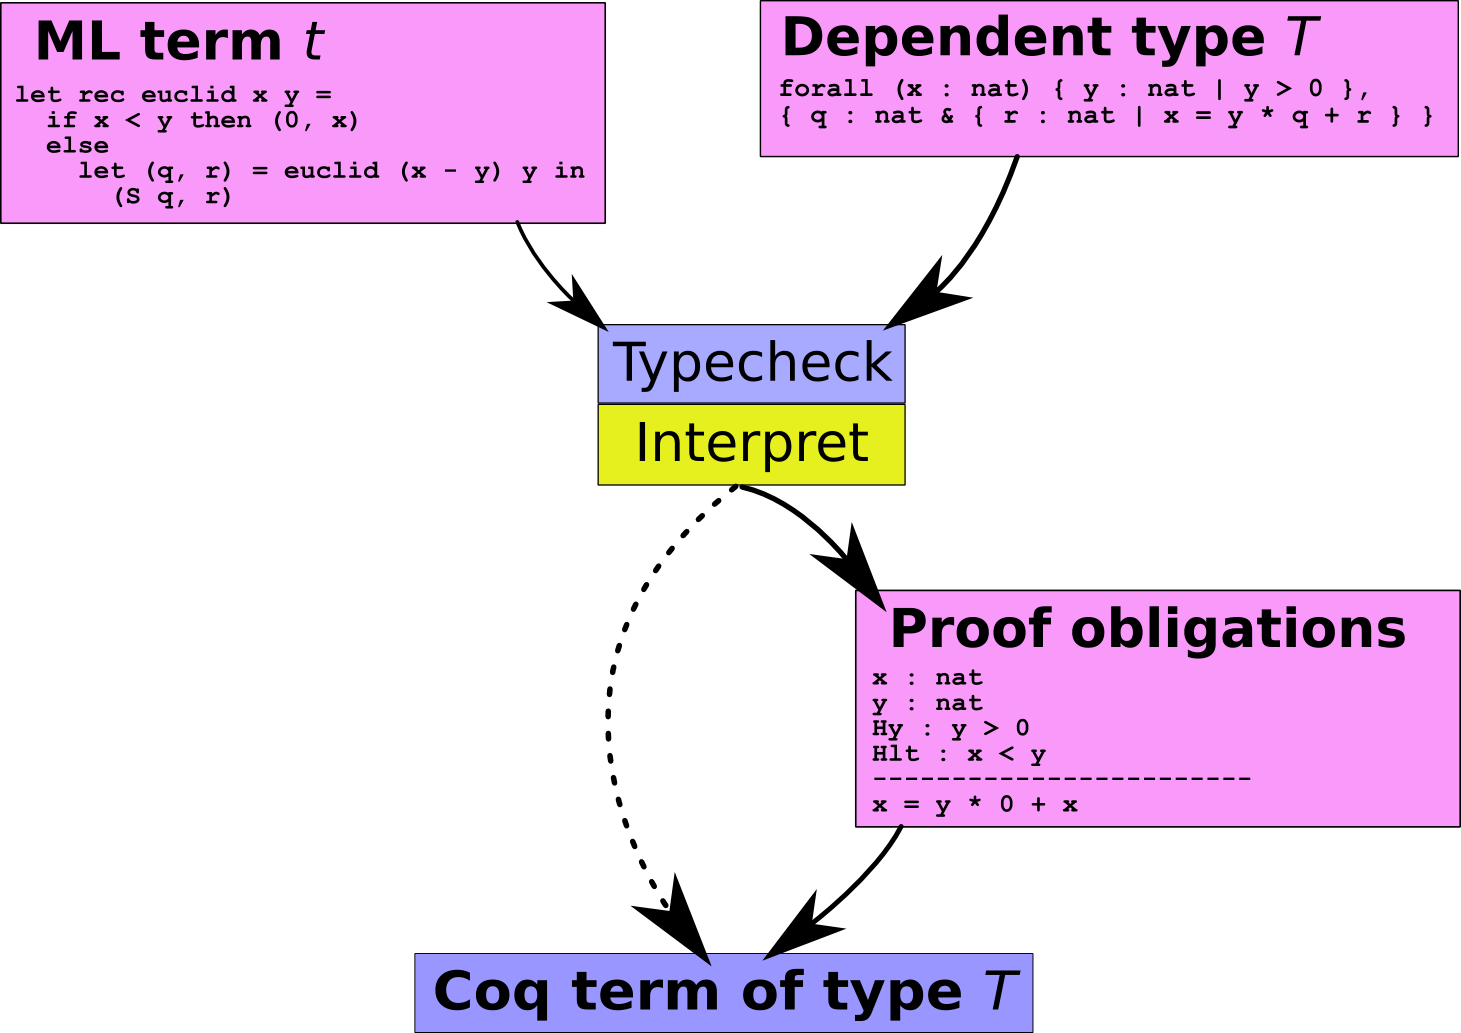 ML term t
let rec euclid x y =
  if x < y then (0, x)
  else
    let (q, r) = euclid (x - y) y in
      (S q, r)
Dependent type T
forall (x : nat) { y : nat | y > 0 },
{ q : nat & { r : nat | x = y * q + r } }
Typecheck
Interpret
Proof obligations
x : nat
y : nat
Hy : y > 0
Hlt : x < y
------------------------
x = y * 0 + x
Coq term of type T